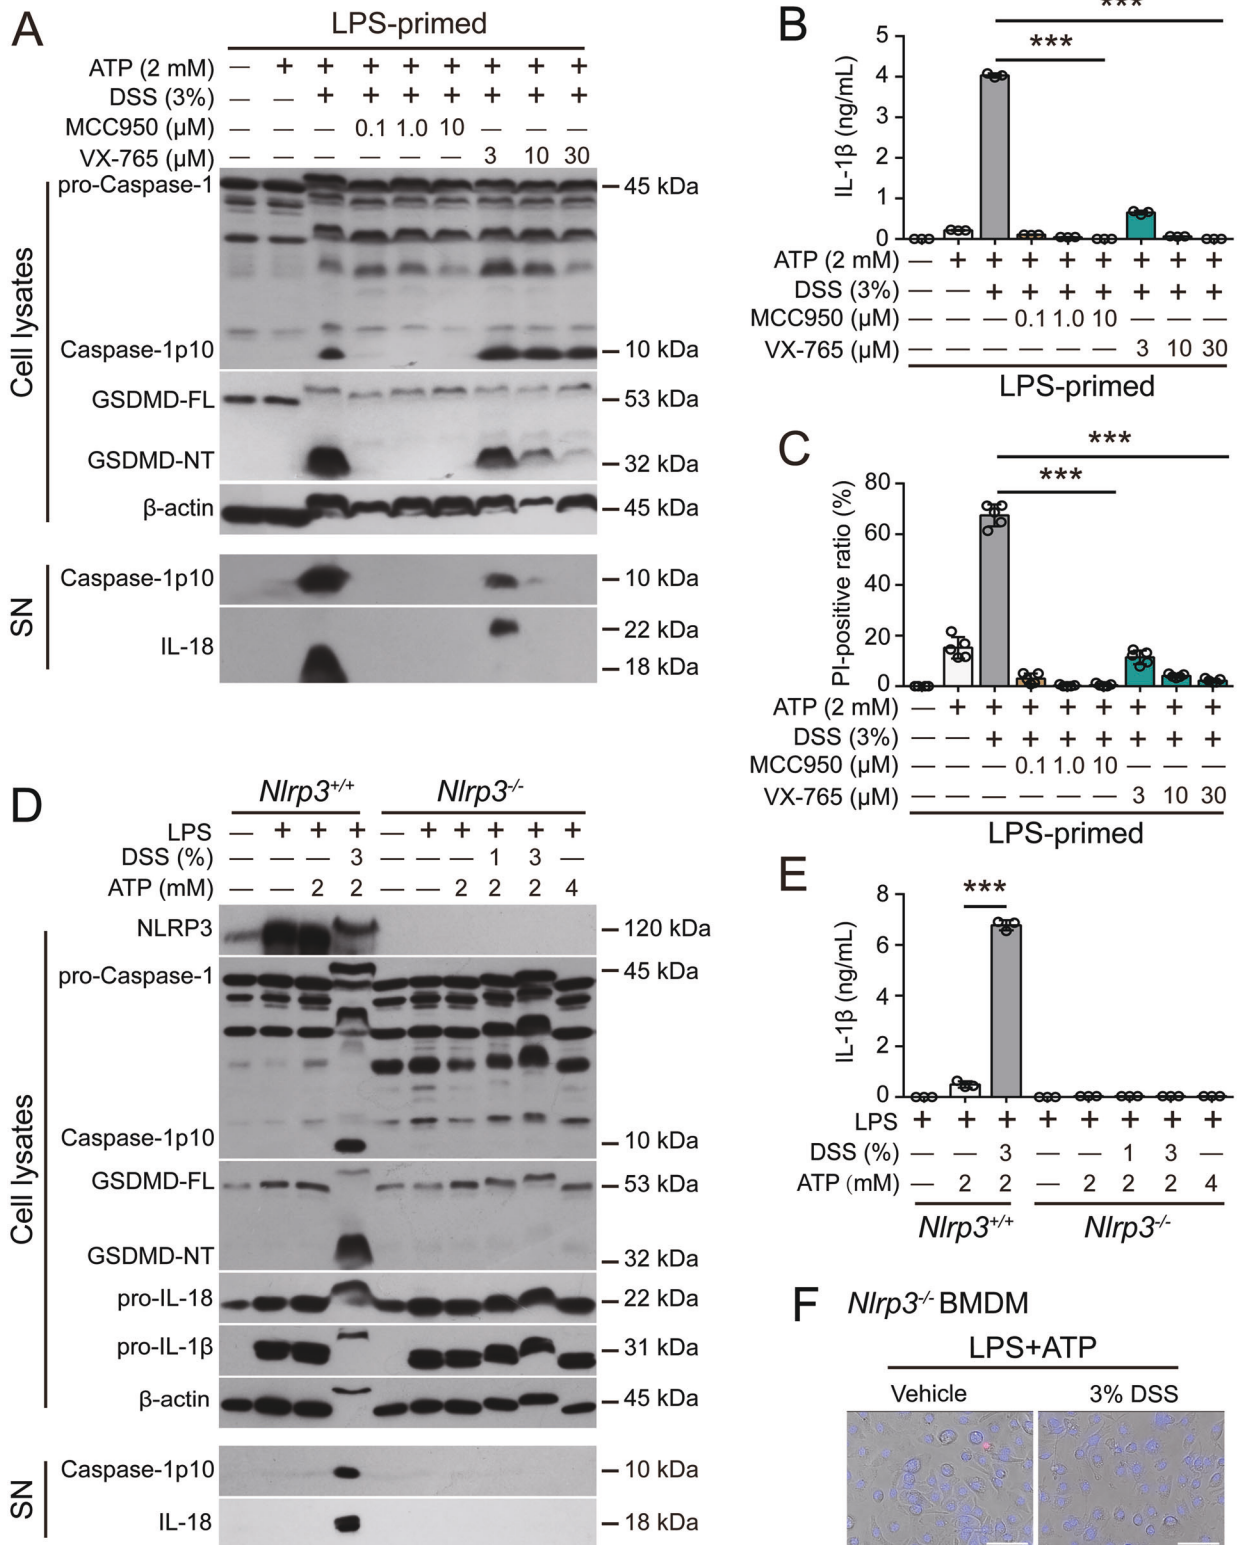 A
LPS-primed
ATP (2 mM) — + + + + + + + +
DSS (3%) — — + + + + + + +
MCC950 (μM) — — — 0.1 1.0 10 — — —
VX-765 (μM) — — — — — — 3 10 30
Cell lysates
pro-Caspase-1
45 kDa
Caspase-1p10
10 kDa
GSDMD-FL
53 kDa
GSDMD-NT
32 kDa
β-actin
45 kDa
SN
Caspase-1p10
10 kDa
22 kDa
IL-18
18 kDa
B
***
***
IL-1β (ng/mL)
5
4
3
2
1
0
ATP (2 mM) — + + + + + + + +
DSS (3%) — — + + + + + + +
MCC950 (μM) — — — 0.1 1.0 10 — — —
VX-765 (μM) — — — — — — 3 10 30
LPS-primed
C
***
***
PI-positive ratio (%)
80
60
40
20
0
ATP (2 mM) — + + + + + + + +
DSS (3%) — — + + + + + + +
MCC950 (μM) — — — 0.1 1.0 10 — — —
VX-765 (μM) — — — — — — 3 10 30
LPS-primed
D
Nlrp3+/+ Nlrp3-/-
LPS — + + + — + + + + +
DSS (%) — — — 3 — — — 1 3 —
ATP (mM) — — 2 2 — — 2 2 2 4
Cell lysates
NLRP3
120 kDa
pro-Caspase-1
45 kDa
Caspase-1p10
10 kDa
GSDMD-FL
53 kDa
GSDMD-NT
32 kDa
pro-IL-18
22 kDa
pro-IL-1β
31 kDa
β-actin
45 kDa
SN
Caspase-1p10
10 kDa
IL-18
18 kDa
E
***
IL-1β (ng/mL)
8
6
4
2
0
LPS + + + + + + + +
DSS (%) — — 3 — — 1 3 —
ATP (mM) — 2 2 — 2 2 2 4
Nlrp3+/+ Nlrp3-/-
F
Nlrp3-/- BMDM
LPS+ATP
Vehicle 3% DSS